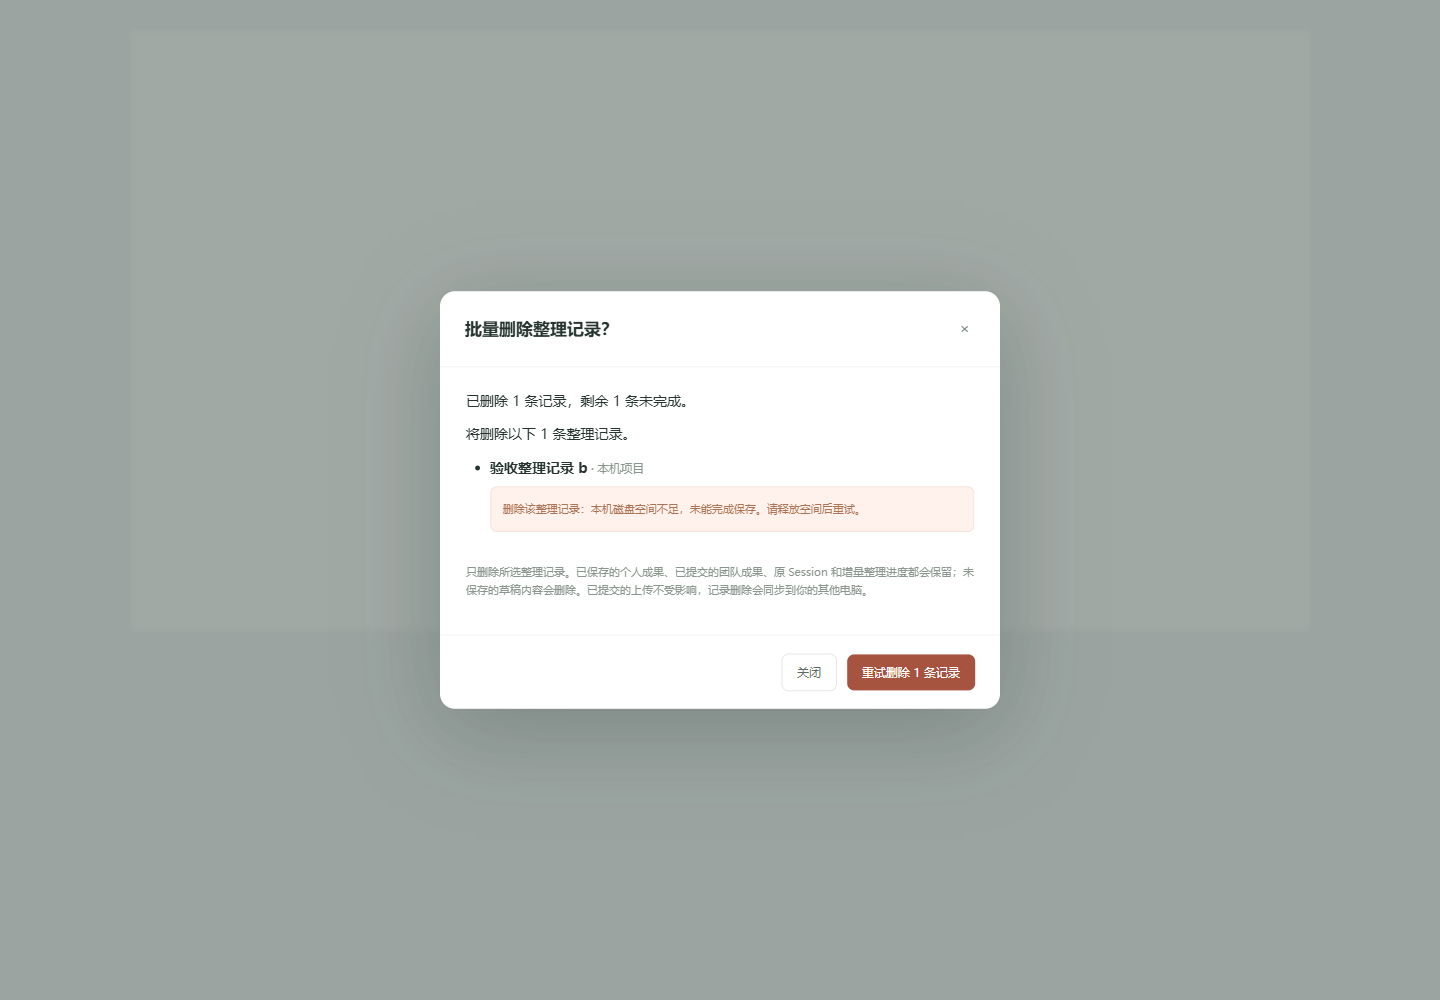 批量删除整理记录？
×
已删除 1 条记录，剩余 1 条未完成。
将删除以下 1 条整理记录。
• 验收整理记录 b · 本机项目
删除该整理记录：本机磁盘空间不足，未能完成保存。请释放空间后重试。
只删除所选整理记录。已保存的个人成果、已提交的团队成果、原 Session 和增量整理进度都会保留；未
保存的草稿内容会删除。已提交的上传不受影响，记录删除会同步到你的其他电脑。
关闭
重试删除 1 条记录